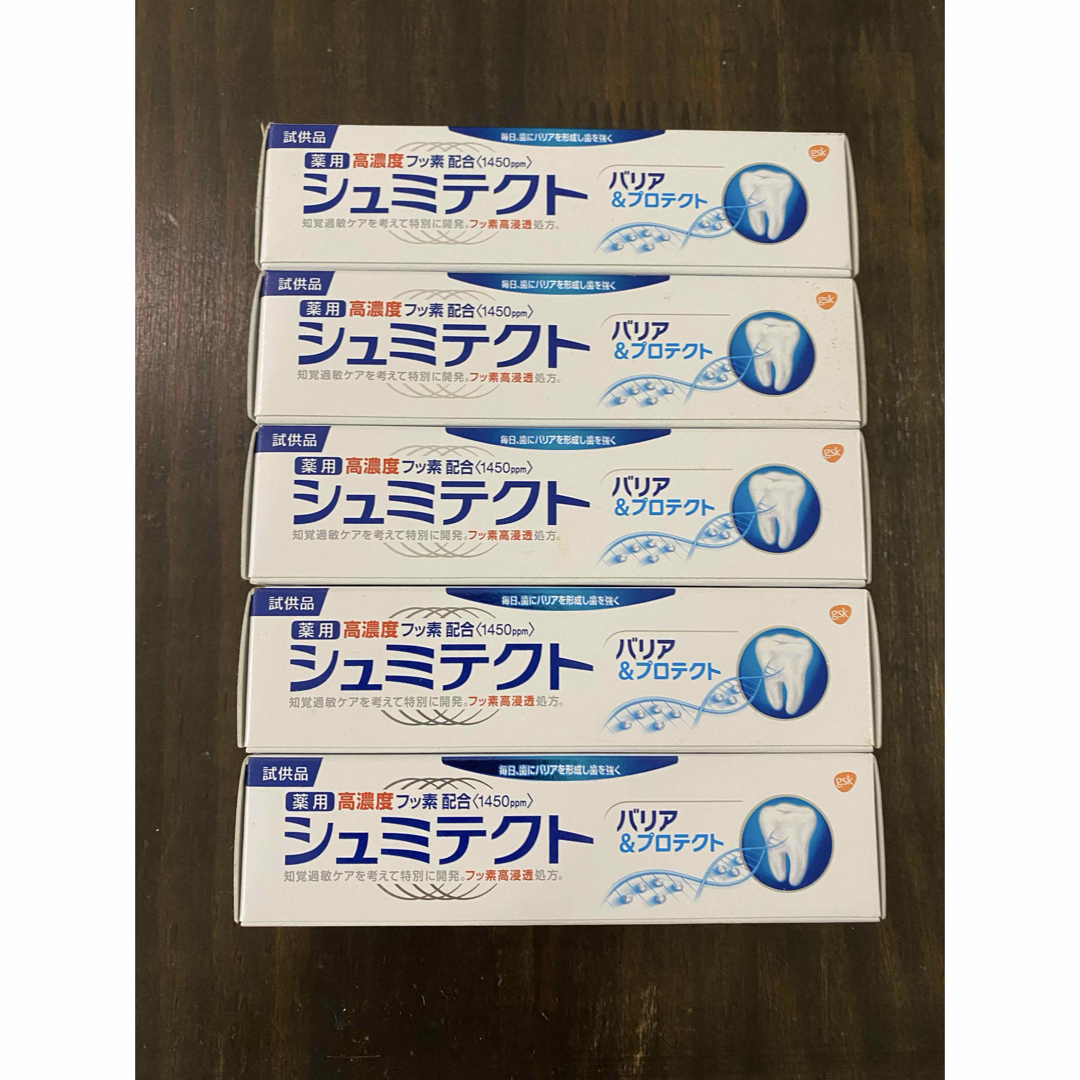 試供品
毎日、歯にバリアを形成し歯を強く
gsk
薬用 高濃度 フッ素 配合〈1450ppm〉
シュミテクト
バリア
&プロテクト
知覚過敏ケアを考えて特別に開発。フッ素高浸透処方。
試供品
毎日、歯にバリアを形成し歯を強く
gsk
薬用 高濃度 フッ素 配合〈1450ppm〉
シュミテクト
バリア
&プロテクト
知覚過敏ケアを考えて特別に開発。フッ素高浸透処方。
試供品
毎日、歯にバリアを形成し歯を強く
gsk
薬用 高濃度 フッ素 配合〈1450ppm〉
シュミテクト
バリア
&プロテクト
知覚過敏ケアを考えて特別に開発。フッ素高浸透処方。
試供品
毎日、歯にバリアを形成し歯を強く
gsk
薬用 高濃度 フッ素 配合〈1450ppm〉
シュミテクト
バリア
&プロテクト
知覚過敏ケアを考えて特別に開発。フッ素高浸透処方。
試供品
毎日、歯にバリアを形成し歯を強く
gsk
薬用 高濃度 フッ素 配合〈1450ppm〉
シュミテクト
バリア
&プロテクト
知覚過敏ケアを考えて特別に開発。フッ素高浸透処方。